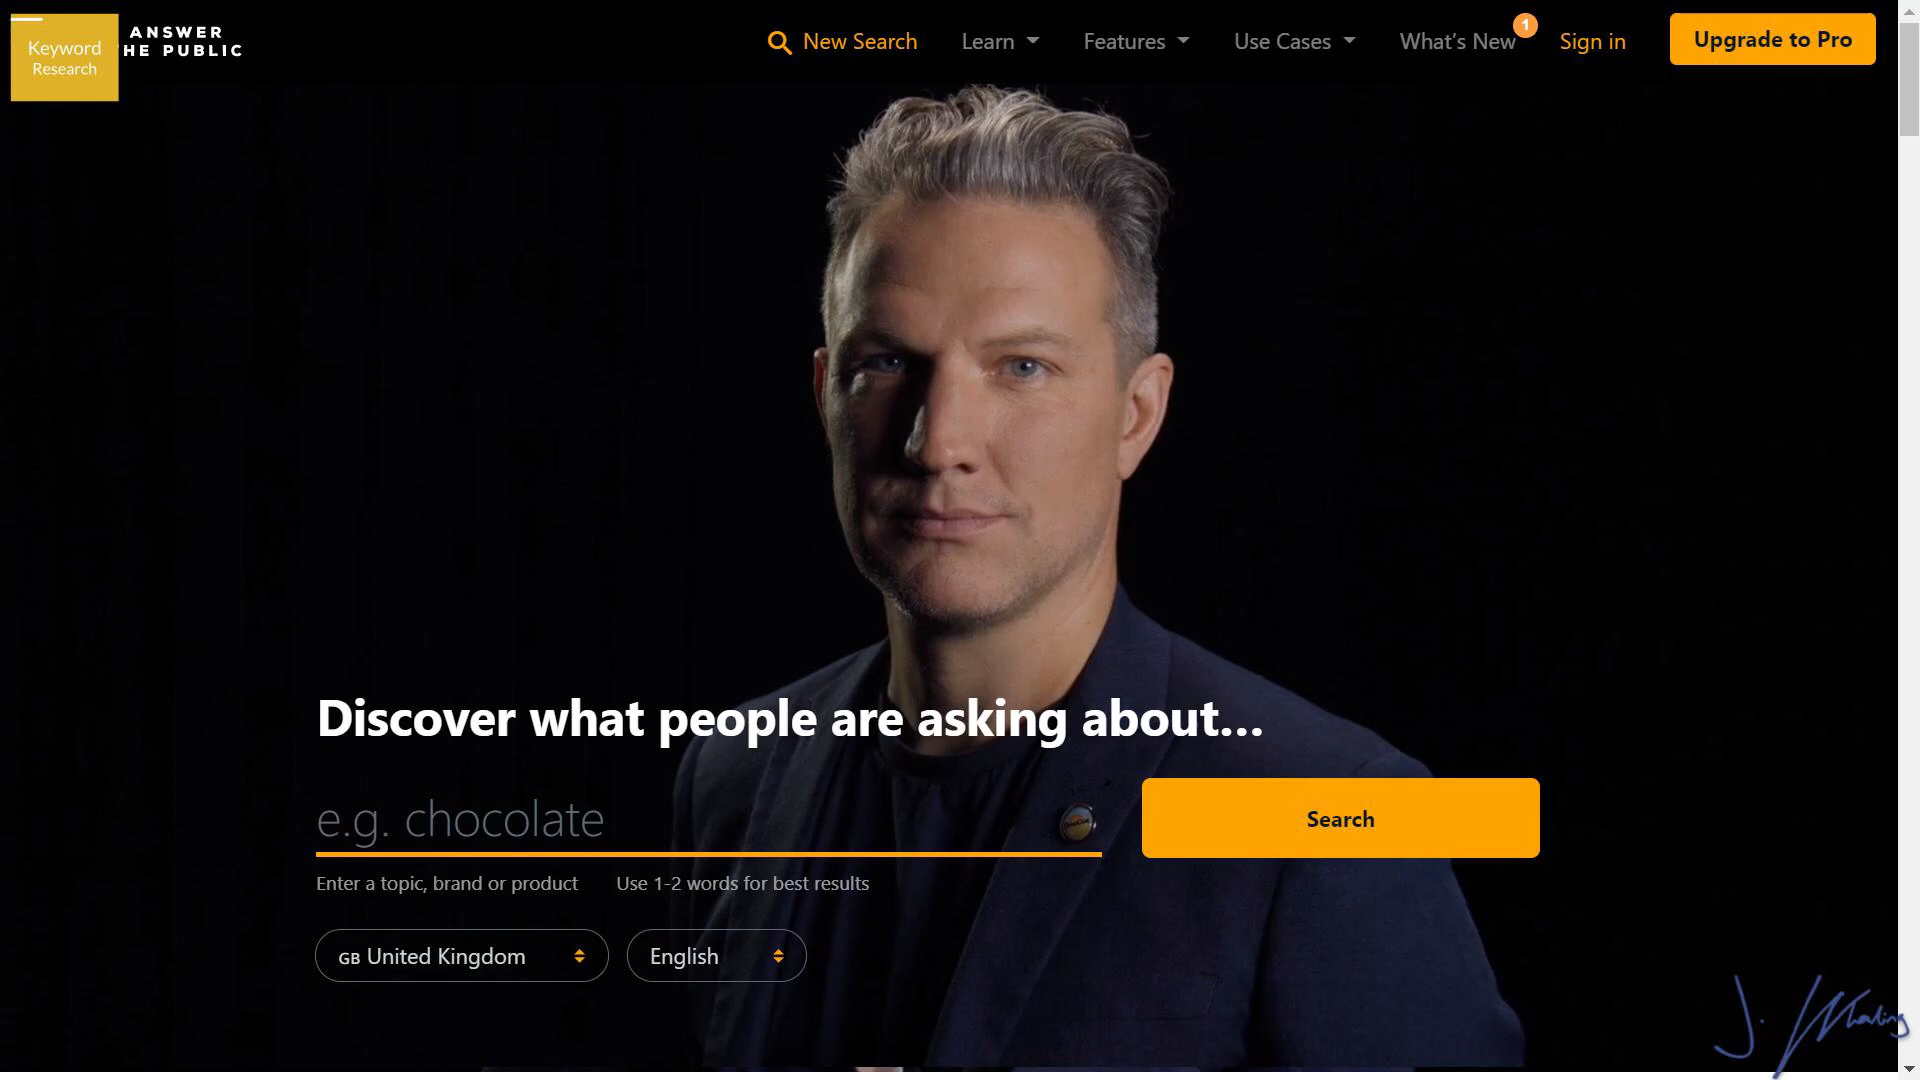 Keyword
Research
ANSWER
HE PUBLIC
New Search
Learn
Features
Use Cases
What's New
1
Sign in
Upgrade to Pro
Discover what people are asking about...
e.g. chocolate
Search
Enter a topic, brand or product
Use 1-2 words for best results
GB United Kingdom
English